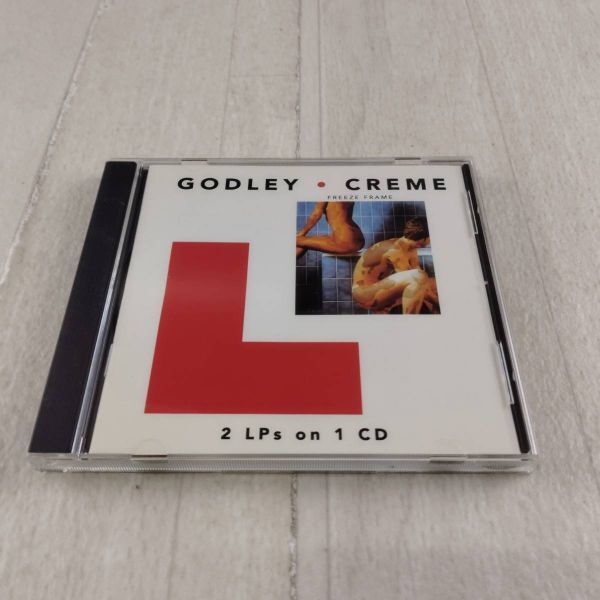 GODLEY • CREME
FREEZE FRAME
L
2 LPs on 1 CD